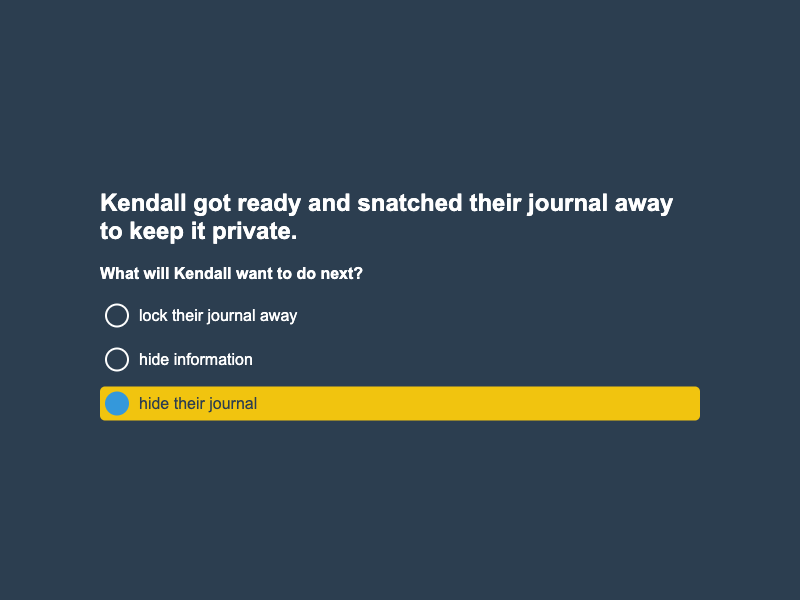 Kendall got ready and snatched their journal away
to keep it private.
What will Kendall want to do next?
lock their journal away
hide information
hide their journal